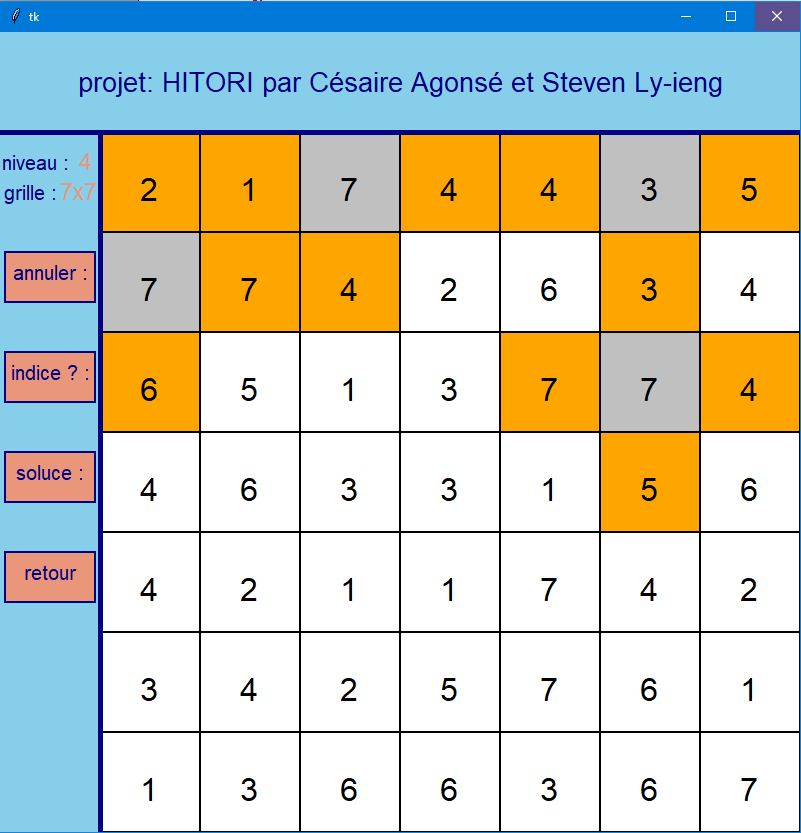 tk
projet: HITORI par Césaire Agonsé et Steven Ly-ieng
niveau : 4
grille : 7x7
annuler :
indice ? :
soluce :
retour
2 1 7 4 4 3 5
7 7 4 2 6 3 4
6 5 1 3 7 7 4
4 6 3 3 1 5 6
4 2 1 1 7 4 2
3 4 2 5 7 6 1
1 3 6 6 3 6 7